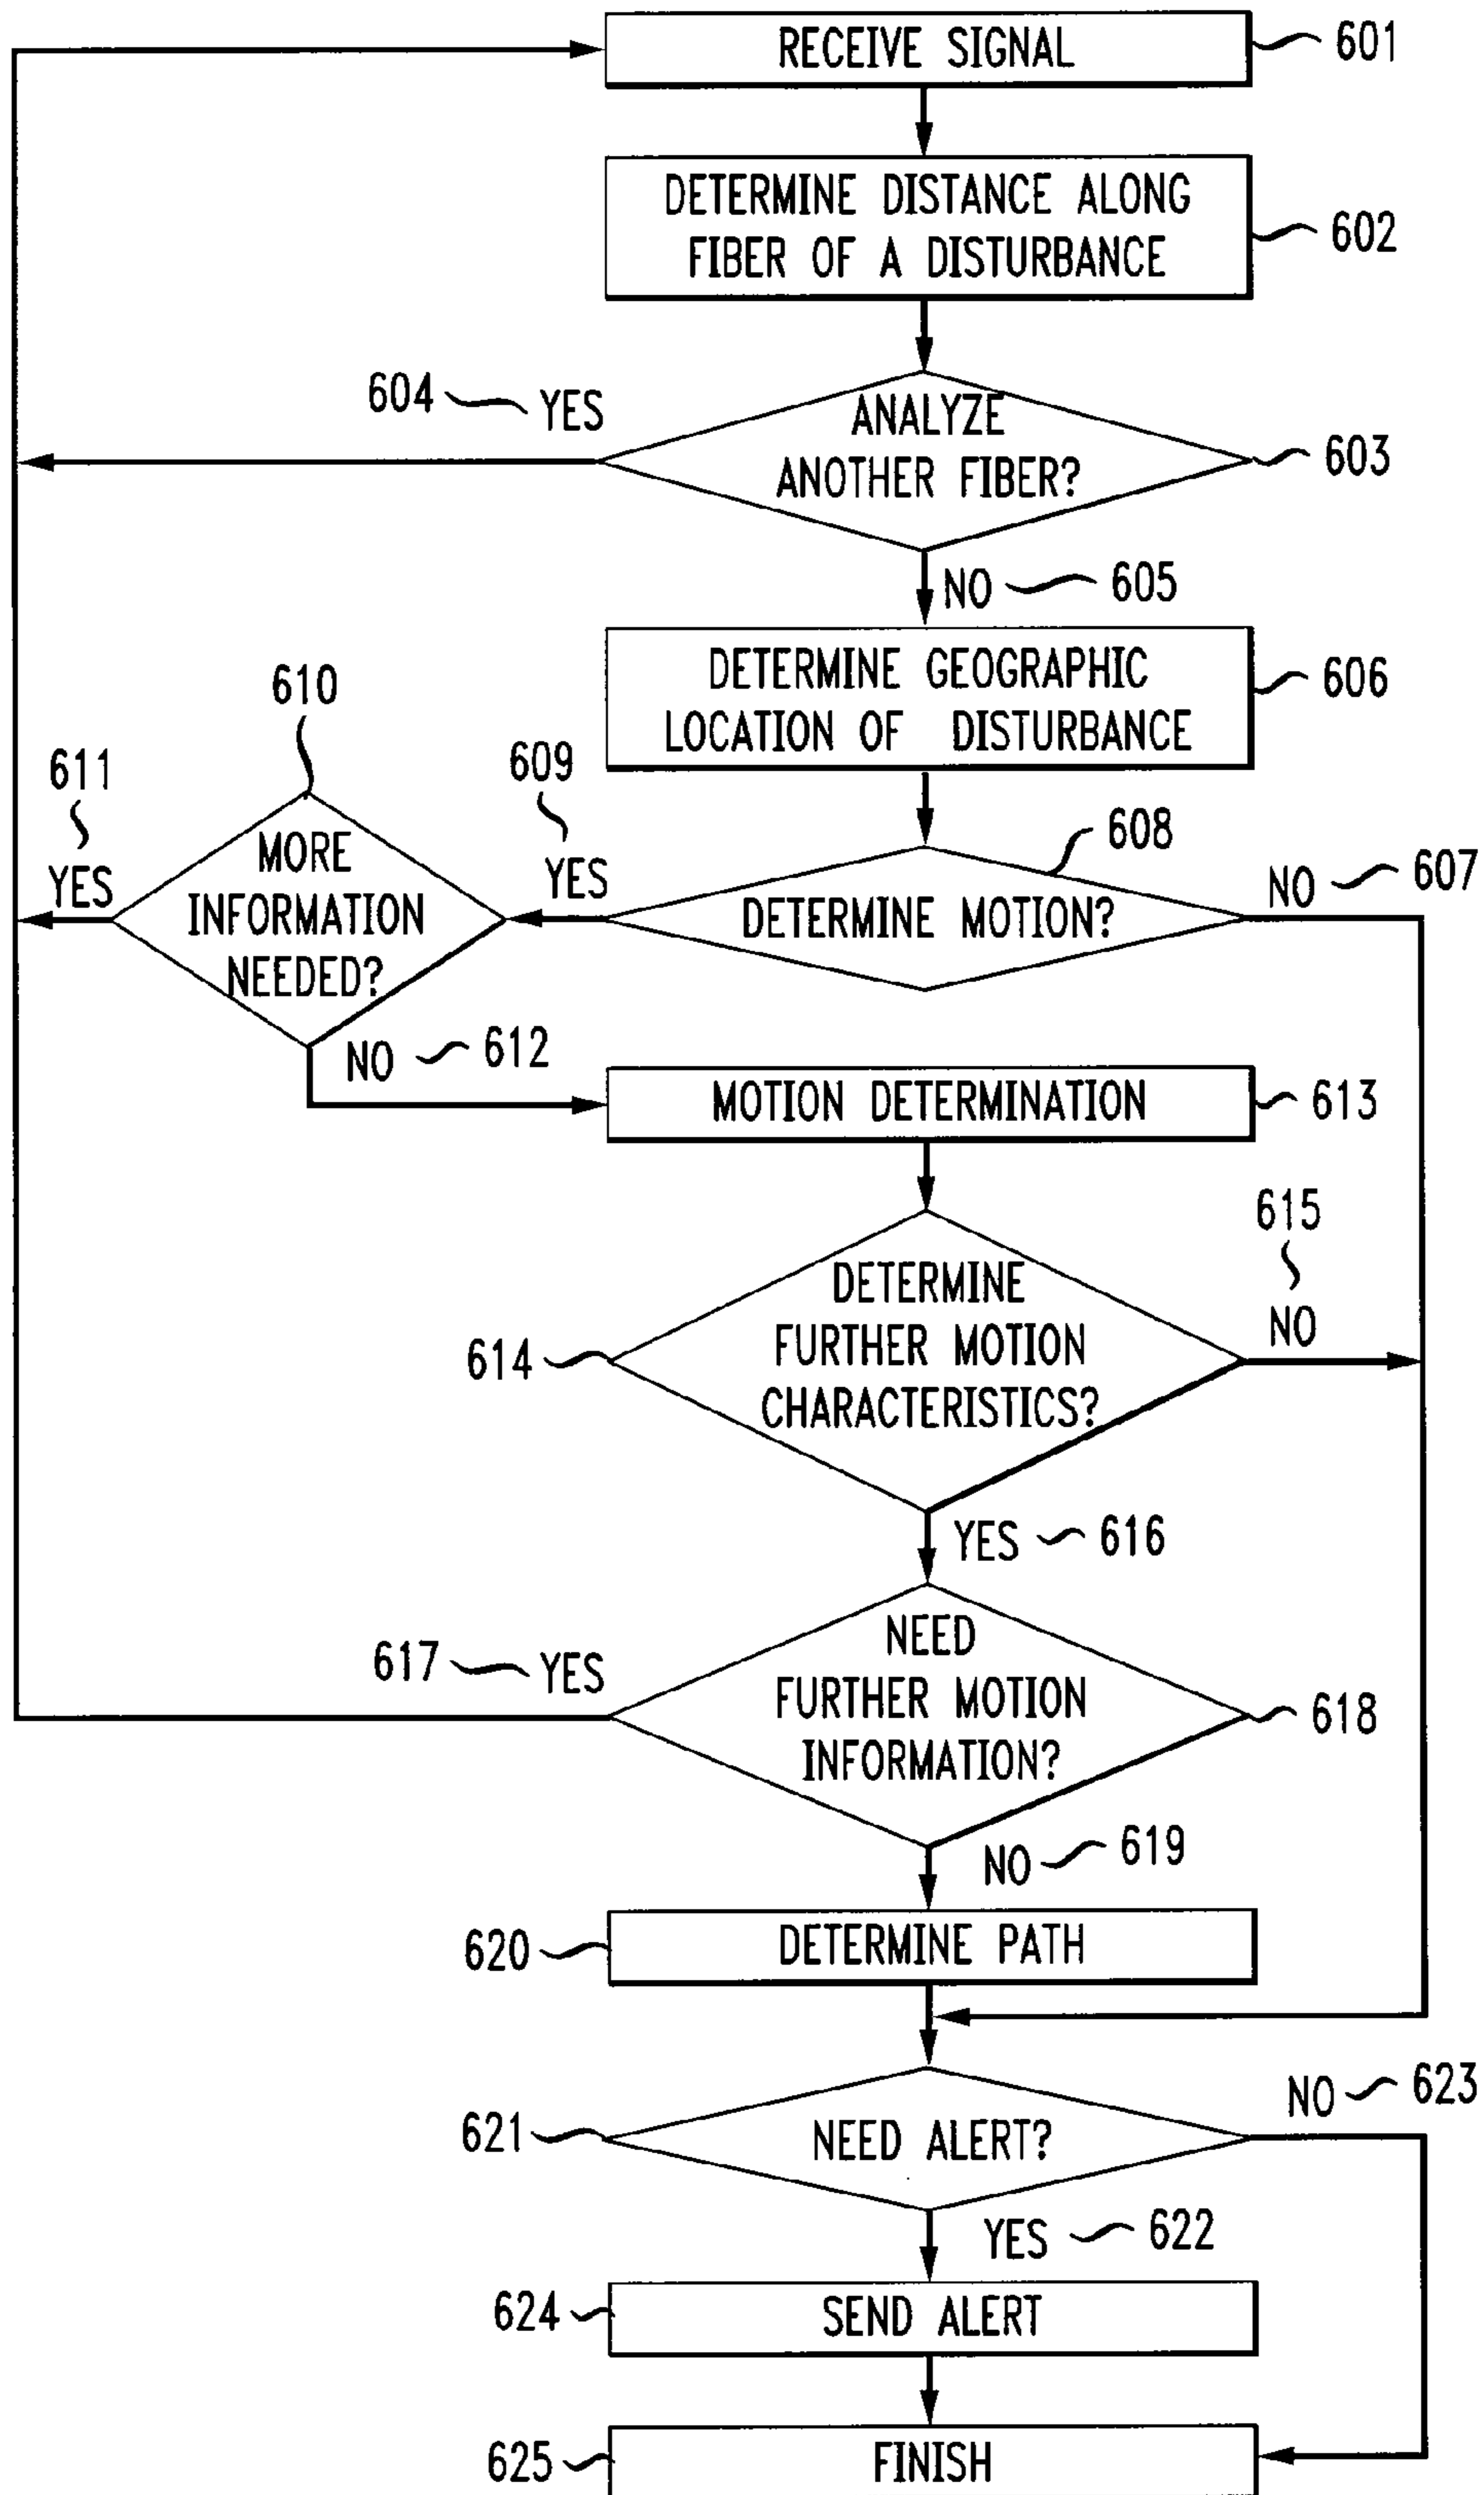 RECEIVE SIGNAL
601
DETERMINE DISTANCE ALONG
FIBER OF A DISTURBANCE
602
604
YES
ANALYZE
ANOTHER FIBER?
603
NO
605
DETERMINE GEOGRAPHIC
LOCATION OF DISTURBANCE
606
610
611
YES
MORE
INFORMATION
NEEDED?
609
YES
608
DETERMINE MOTION?
NO
607
NO
612
MOTION DETERMINATION
613
615
NO
DETERMINE
FURTHER MOTION
CHARACTERISTICS?
614
YES
616
617
YES
NEED
FURTHER MOTION
INFORMATION?
618
NO
619
620
DETERMINE PATH
621
NEED ALERT?
NO
623
YES
622
624
SEND ALERT
625
FINISH